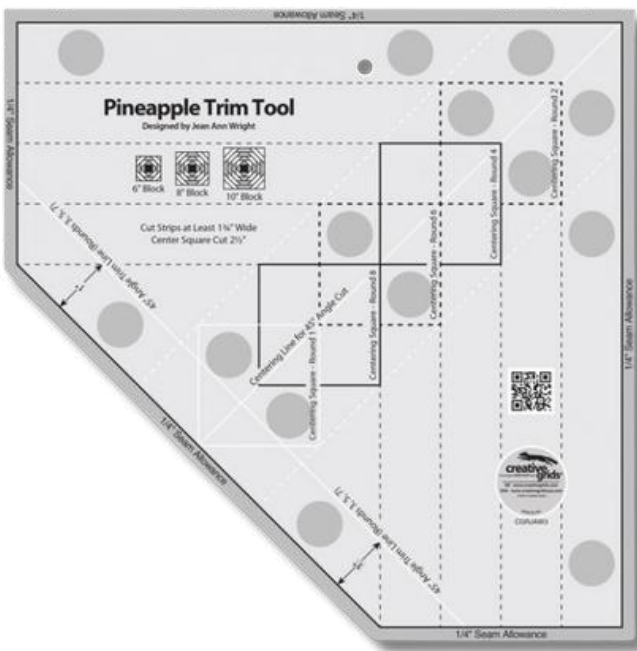 1/4" Seam Allowance
1/4" Seam Allowance
Pineapple Trim Tool
Designed by Jean Ann Wright
6" Block
8" Block
10" Block
Cut Strips at Least 1¾" Wide
Center Square Cut 2½"
Centering Square - Round 2
Centering Square - Round 4
Centering Square - Round 6
Centering Square - Round 8
Centering Square - Round 1
Centering Line for 45° Angle Cut
45° Angle Trim Line (Rounds 3, 5, 7)
1"
1/4" Seam Allowance
45° Angle Trim Line (Rounds 3, 5, 7)
1"
1/4" Seam Allowance
creative grids
CGRJAW3
1/4" Seam Allowance